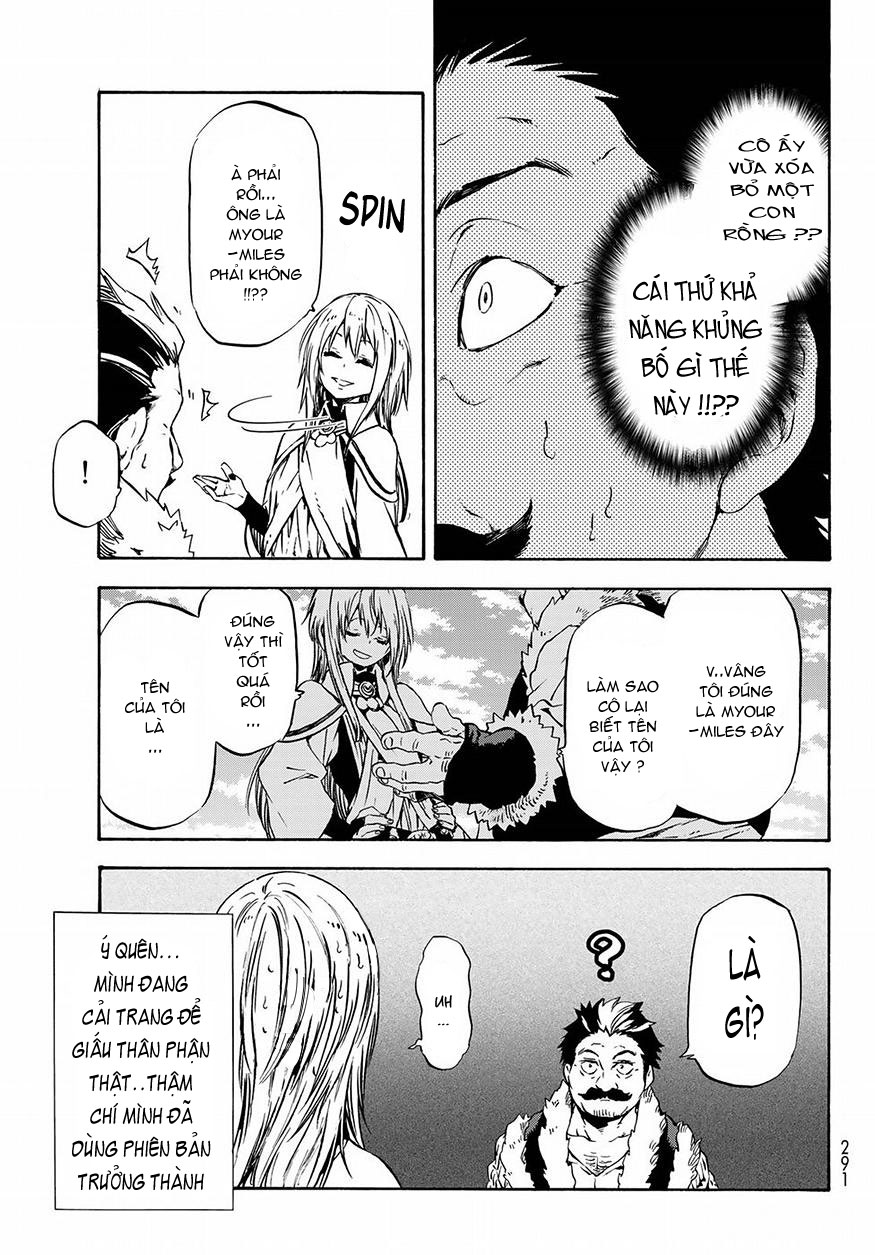 CÔ ẤY
VỪA XÓA
BỎ MỘT
CON
RỒNG ??
CÁI THỨ KHẢ
NĂNG KHỦNG
BỐ GÌ THẾ
NÀY !!??
SPIN
À PHẢI
RỒI...
ÔNG LÀ
MYOUR
-MILES
PHẢI KHÔNG
!!??
!
V..VÂNG
TÔI ĐÚNG
LÀ MYOUR
-MILES ĐÂY
LÀM SAO
CÔ LẠI
BIẾT TÊN
CỦA TÔI
VẬY ?
ĐÚNG
VẬY THÌ
TỐT
QUÁ
RỒI
...
TÊN
CỦA TÔI
LÀ
...
LÀ
GÌ?
?
UH
...
Ý QUÊN...
MÌNH ĐANG
CẢI TRANG ĐỂ
GIẤU THÂN PHẬN
THẬT..THẬM
CHÍ MÌNH ĐÃ
DÙNG PHIÊN BẢN
TRƯỞNG THÀNH
291